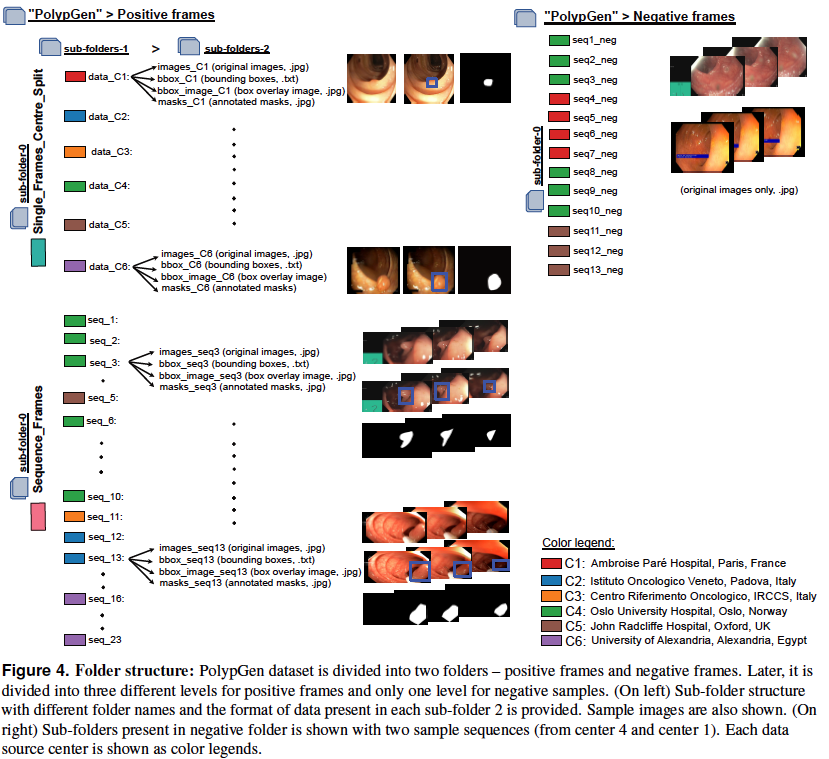 "PolypGen" > Positive frames
sub-folders-1 > sub-folders-2
sub-folder-0
Single_Frames_Centre_Split
data_C1:
images_C1 (original images, .jpg)
bbox_C1 (bounding boxes, .txt)
bbox_image_C1 (box overlay image, .jpg)
masks_C1 (annotated masks, .jpg)
data_C2:
data_C3:
data_C4:
data_C5:
data_C6:
images_C6 (original images, .jpg)
bbox_C6 (bounding boxes, .txt)
bbox_image_C6 (box overlay image)
masks_C6 (annotated masks)
sub-folder-0
Sequence_Frames
seq_1:
seq_2:
seq_3:
images_seq3 (original images, .jpg)
bbox_seq3 (bounding boxes, .txt)
bbox_image_seq3 (box overlay image, .jpg)
masks_seq3 (annotated masks, .jpg)
seq_5:
seq_6:
seq_10:
seq_11:
seq_12:
seq_13:
images_seq13 (original images, .jpg)
bbox_seq13 (bounding boxes, .txt)
bbox_image_seq13 (box overlay image, .jpg)
masks_seq13 (annotated masks, .jpg)
seq_16:
seq_23
"PolypGen" > Negative frames
sub-folder-0
seq1_neg
seq2_neg
seq3_neg
seq4_neg
seq5_neg
seq6_neg
seq7_neg
seq8_neg
seq9_neg
seq10_neg
seq11_neg
seq12_neg
seq13_neg
(original images only, .jpg)
Color legend:
C1: Ambroise Paré Hospital, Paris, France
C2: Istituto Oncologico Veneto, Padova, Italy
C3: Centro Riferimento Oncologico, IRCCS, Italy
C4: Oslo University Hospital, Oslo, Norway
C5: John Radcliffe Hospital, Oxford, UK
C6: University of Alexandria, Alexandria, Egypt
Figure 4. Folder structure: PolypGen dataset is divided into two folders – positive frames and negative frames. Later, it is
divided into three different levels for positive frames and only one level for negative samples. (On left) Sub-folder structure
with different folder names and the format of data present in each sub-folder 2 is provided. Sample images are also shown. (On
right) Sub-folders present in negative folder is shown with two sample sequences (from center 4 and center 1). Each data
source center is shown as color legends.